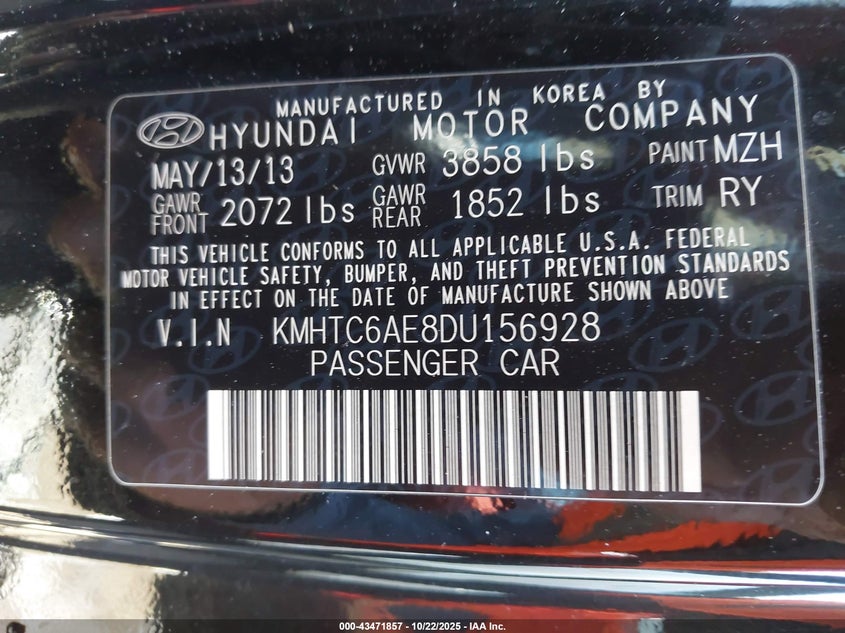 MANUFACTURED IN KOREA BY
HYUNDAI MOTOR COMPANY
MAY/13/13 GVWR 3858 lbs PAINT MZH
GAWR FRONT 2072 lbs GAWR REAR 1852 lbs TRIM RY
THIS VEHICLE CONFORMS TO ALL APPLICABLE U.S.A. FEDERAL
MOTOR VEHICLE SAFETY, BUMPER, AND THEFT PREVENTION STANDARDS
IN EFFECT ON THE DATE OF MANUFACTURE SHOWN ABOVE
V.I.N KMHTC6AE8DU156928
PASSENGER CAR
000-43471857 - 10/22/2025 - IAA Inc.